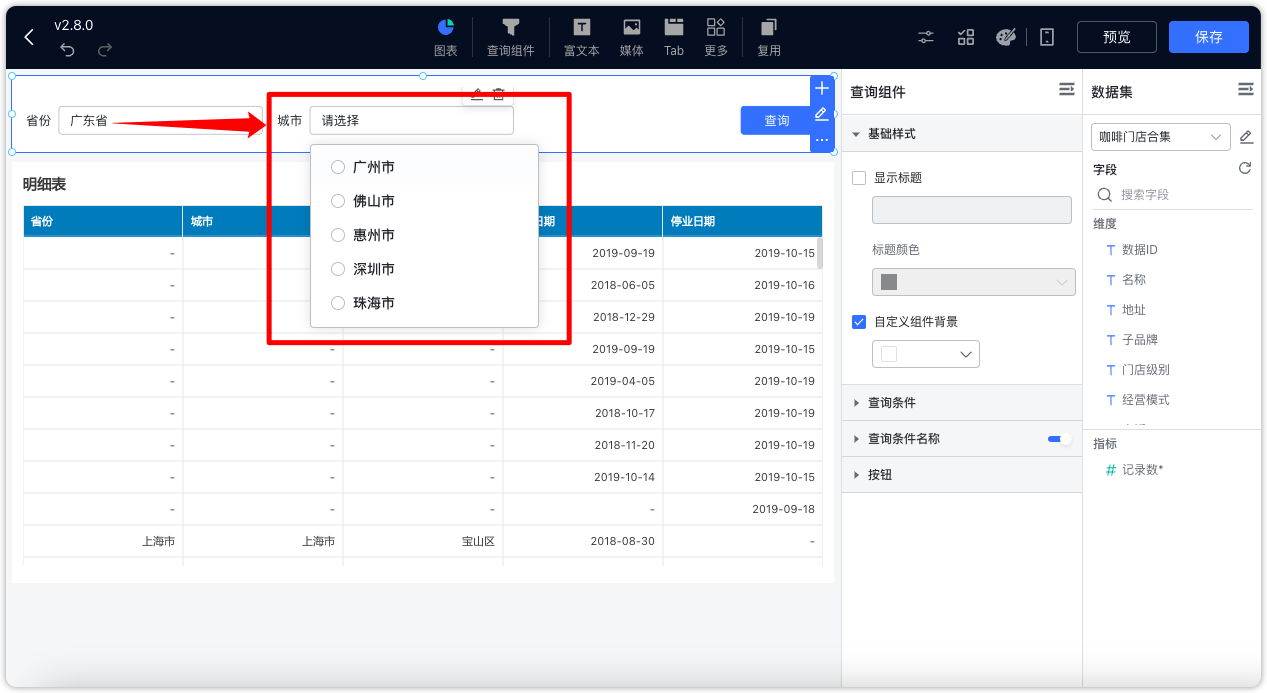 v2.8.0
图表
查询组件
富文本
媒体
Tab
更多
复用
预览
保存
省份
广东省
城市
请选择
查询
广州市
佛山市
惠州市
深圳市
珠海市
明细表
省份 城市 日期 停业日期
- 2019-09-19 2019-10-15
- 2018-06-05 2019-10-16
- 2018-12-29 2019-10-19
- - - 2019-09-19 2019-10-15
- - - 2019-04-05 2019-10-19
- - - 2018-10-17 2019-10-19
- - - 2018-11-20 2019-10-19
- - - 2019-10-14 2019-10-15
- - - - 2019-09-18
上海市 上海市 宝山区 2018-08-30 -
查询组件
基础样式
显示标题
标题颜色
自定义组件背景
查询条件
查询条件名称
按钮
数据集
咖啡门店合集
字段
搜索字段
维度
T 数据ID
T 名称
T 地址
T 子品牌
T 门店级别
T 经营模式
指标
# 记录数*